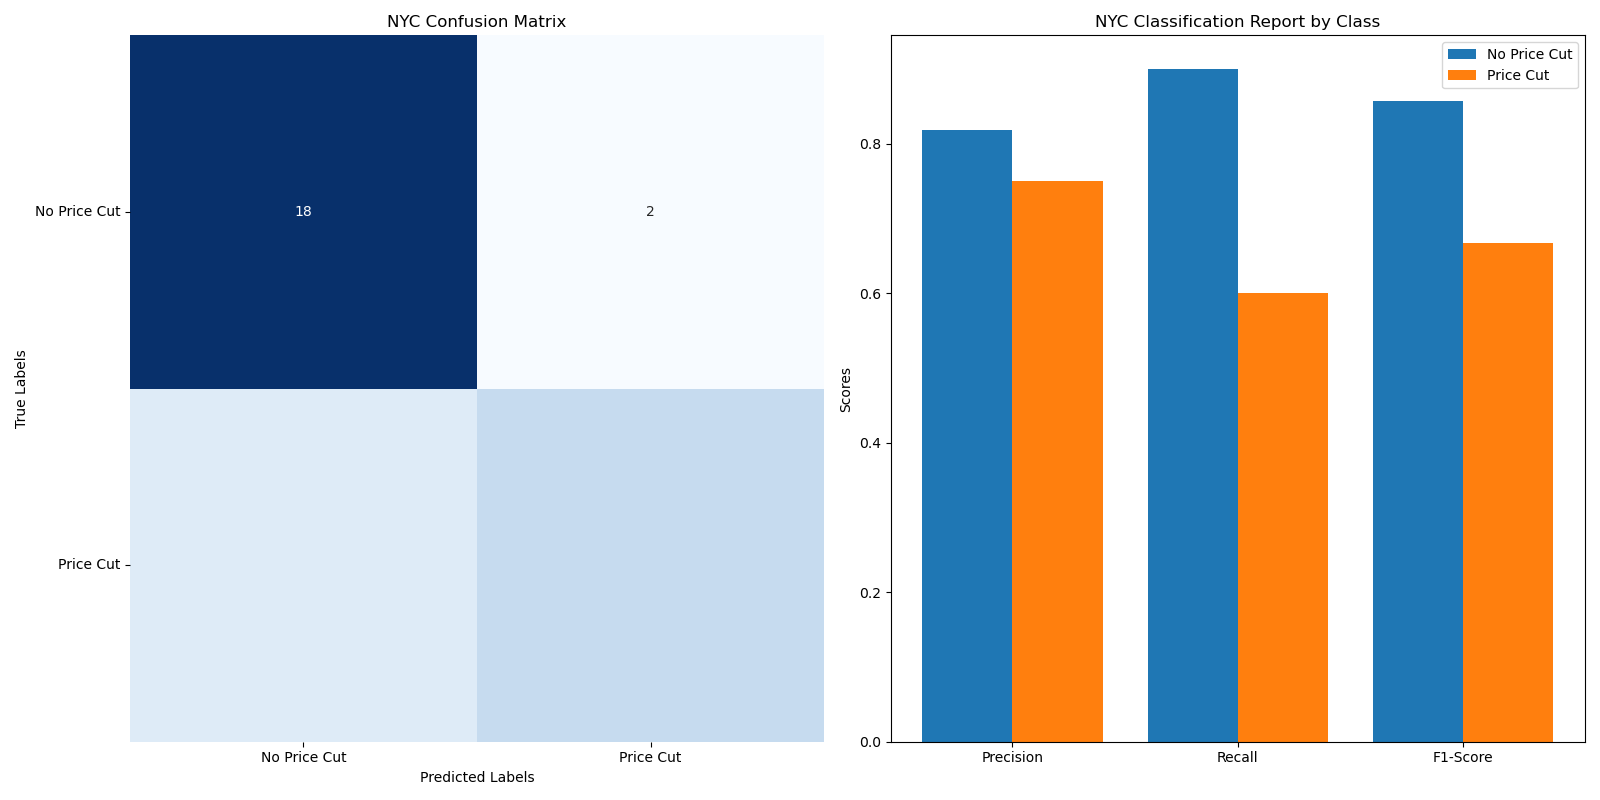 NYC Confusion Matrix
True Labels
No Price Cut
Price Cut
18
2
No Price Cut
Price Cut
Predicted Labels
NYC Classification Report by Class
No Price Cut
Price Cut
Scores
0.8
0.6
0.4
0.2
0.0
Precision
Recall
F1-Score